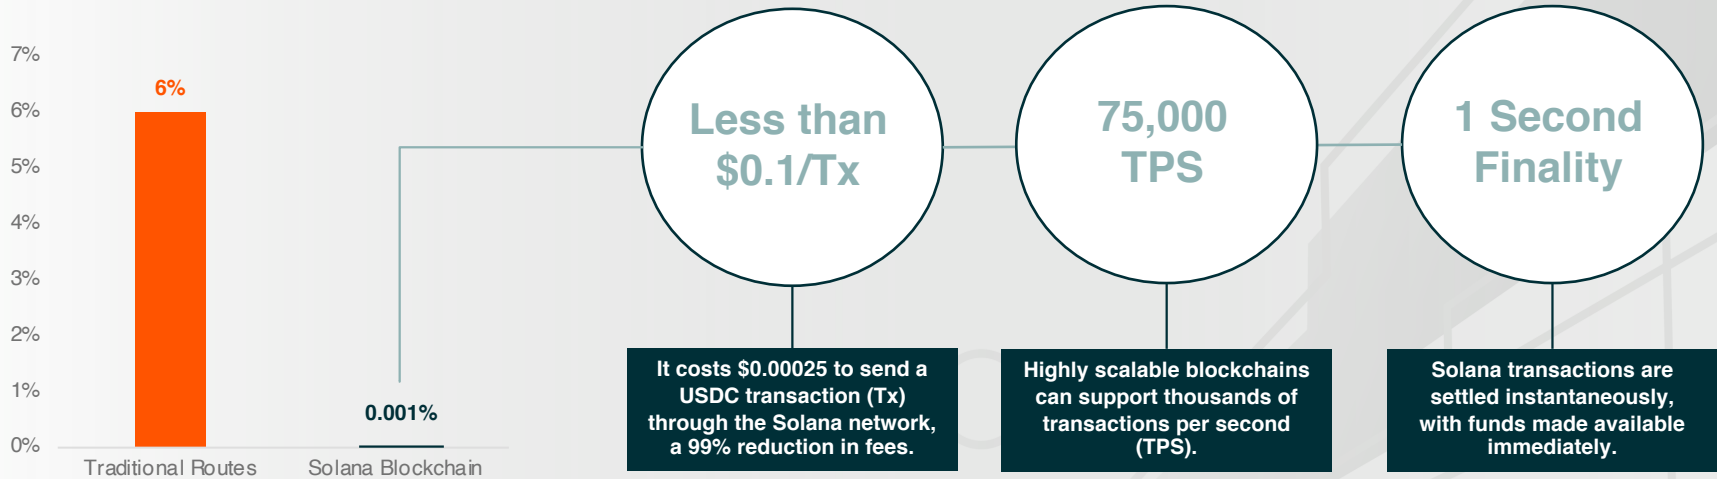 7%
6%
5%
4%
3%
2%
1%
0%
6%
0.001%
Traditional Routes
Solana Blockchain
Less than
$0.1/Tx
It costs $0.00025 to send a
USDC transaction (Tx)
through the Solana network,
a 99% reduction in fees.
75,000
TPS
Highly scalable blockchains
can support thousands of
transactions per second
(TPS).
1 Second
Finality
Solana transactions are
settled instantaneously,
with funds made available
immediately.